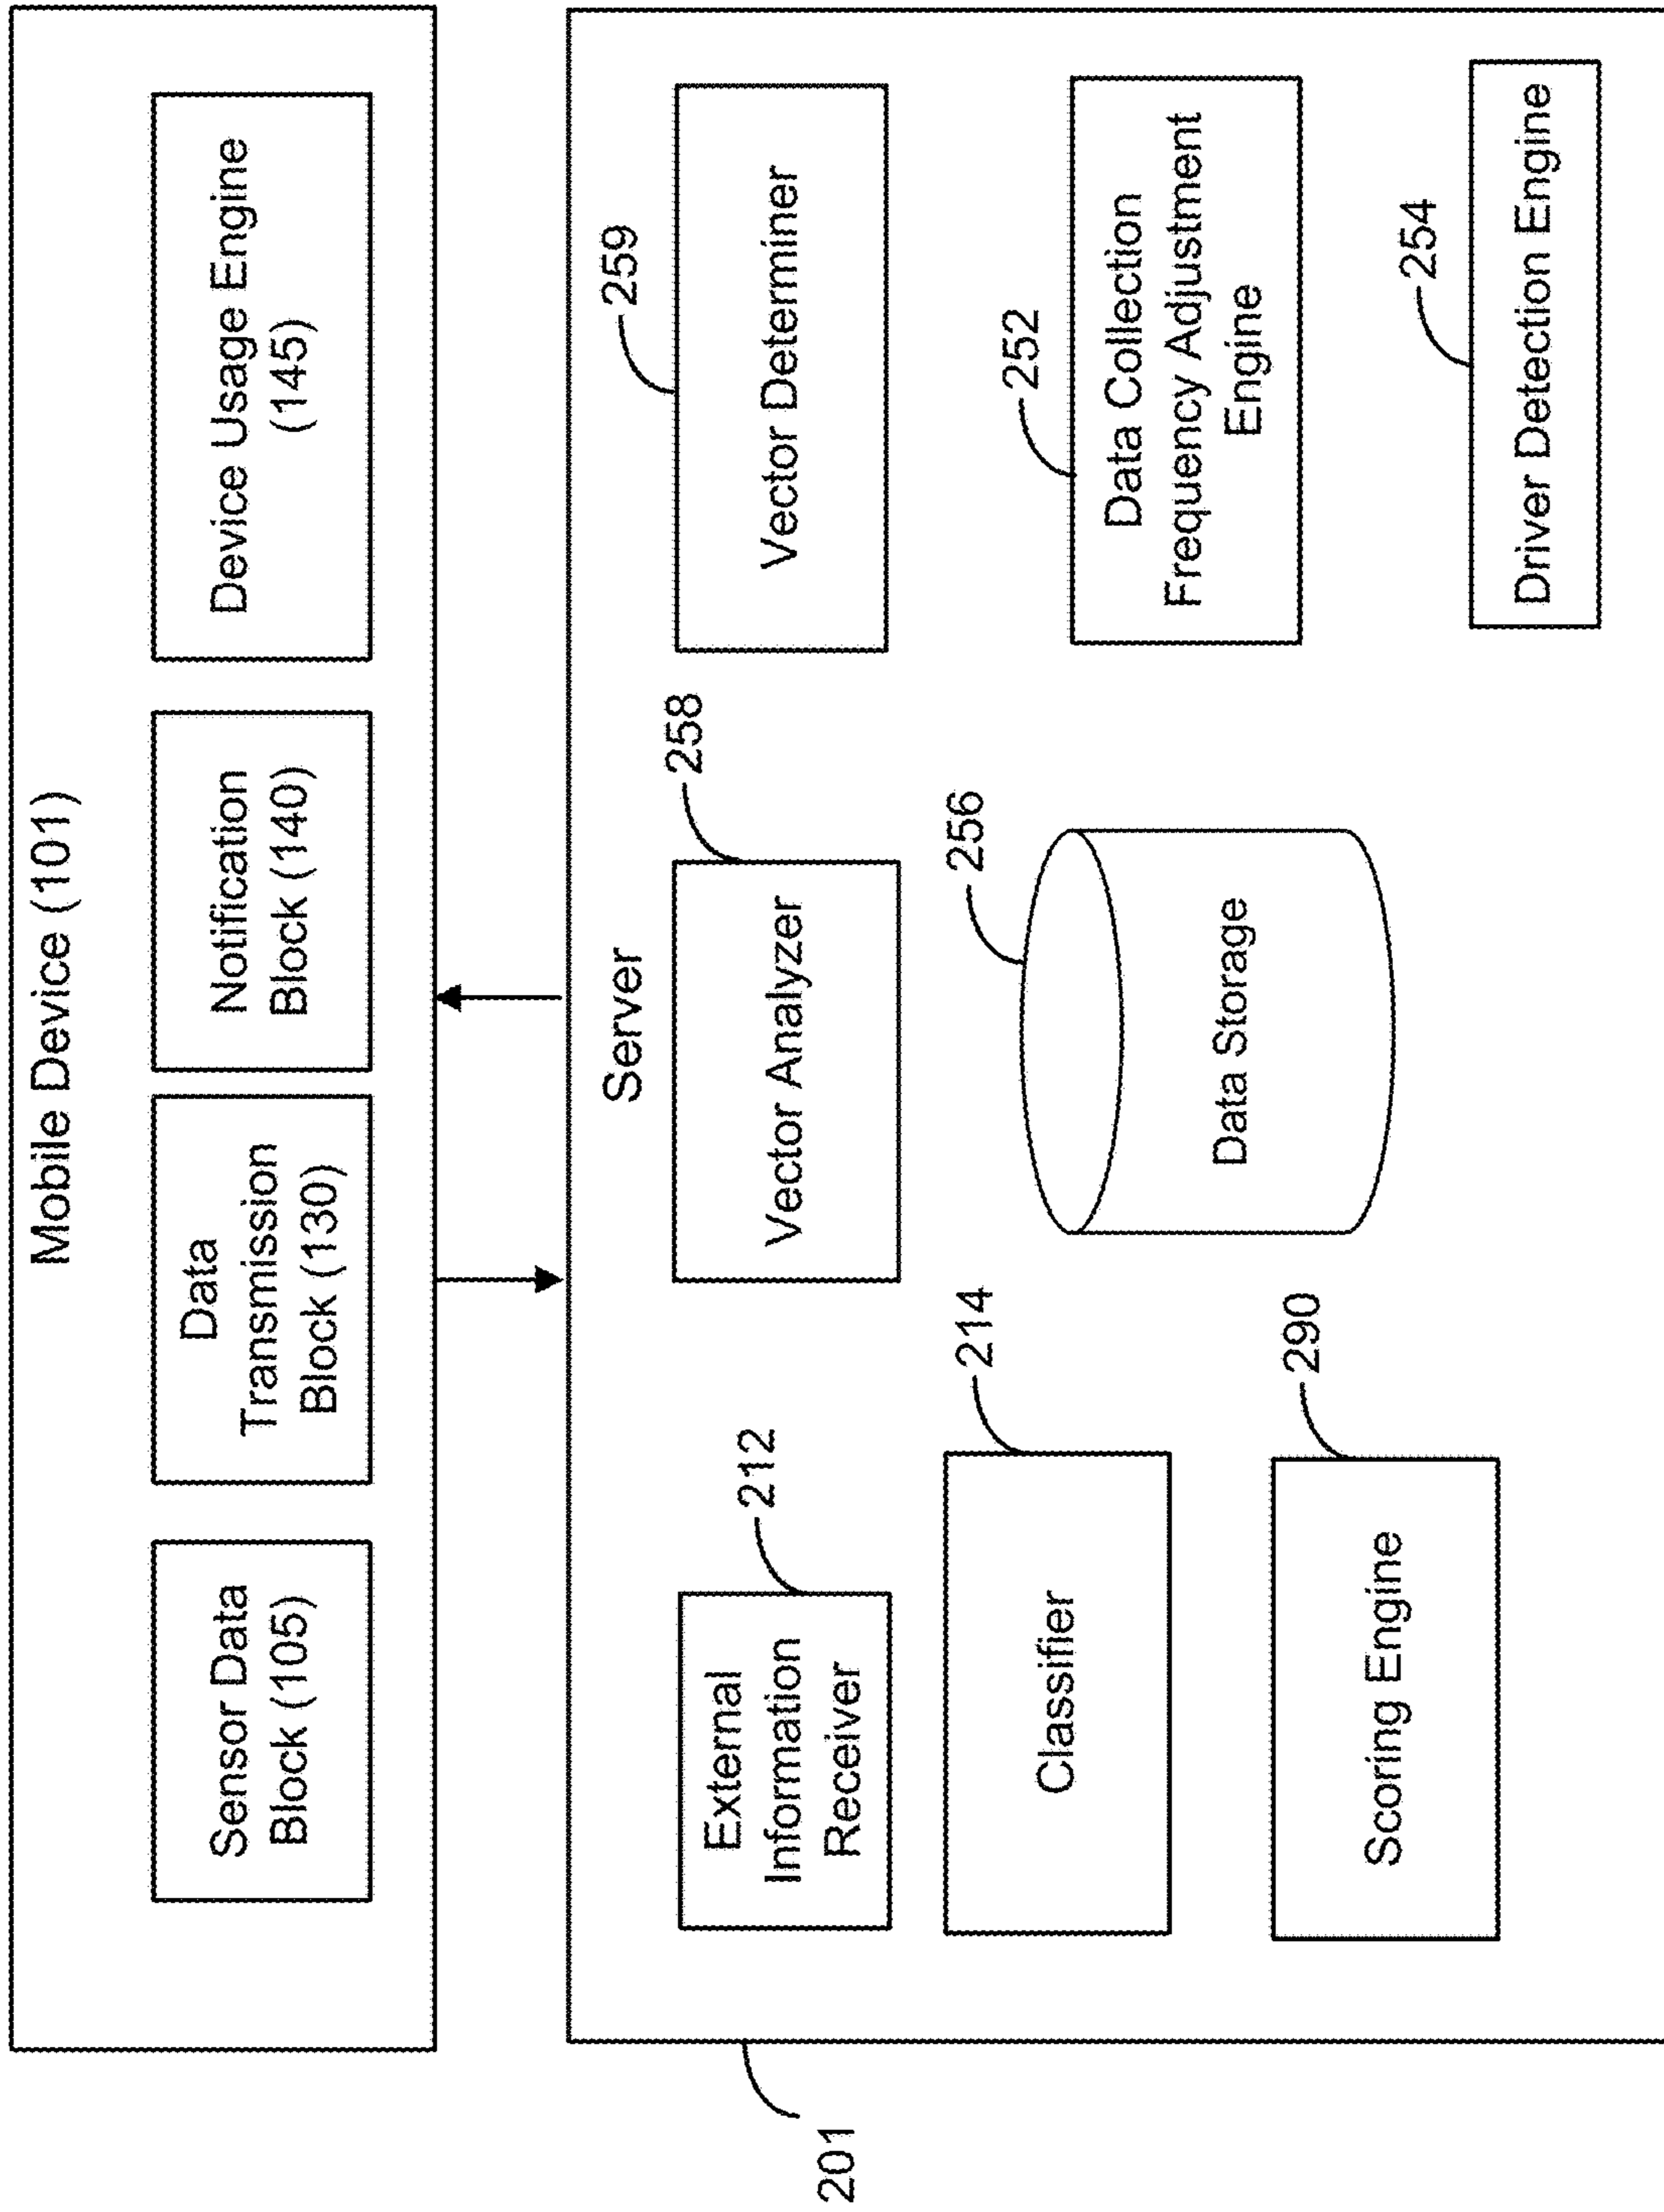 Mobile Device (101)
Sensor Data
Block (105)
Data
Transmission
Block (130)
Notification
Block (140)
Device Usage Engine
(145)
201
Server
External
Information
Receiver
212
Vector Analyzer
258
Vector Determiner
259
Classifier
214
Data Storage
256
Data Collection
Frequency Adjustment
Engine
252
Scoring Engine
290
Driver Detection Engine
254